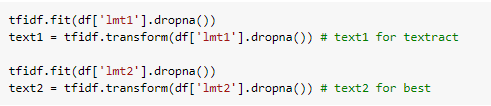 tfidf.fit(df['lmt1'].dropna())
text1 = tfidf.transform(df['lmt1'].dropna()) # text1 for textract
tfidf.fit(df['lmt2'].dropna())
text2 = tfidf.transform(df['lmt2'].dropna()) # text2 for best